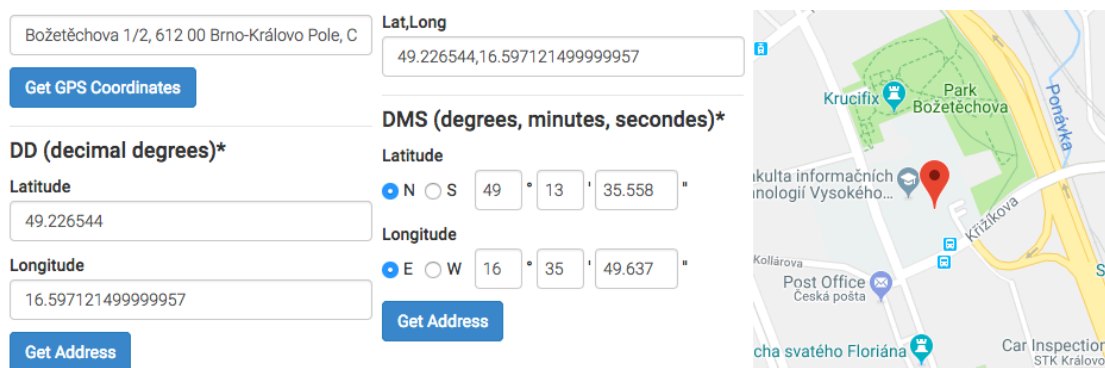 Božetěchova 1/2, 612 00 Brno-Královo Pole, C
Get GPS Coordinates
DD (decimal degrees)*
Latitude
49.226544
Longitude
16.597121499999957
Get Address
Lat,Long
49.226544,16.597121499999957
DMS (degrees, minutes, secondes)*
Latitude
N S 49 ° 13 ' 35.558 "
Longitude
E W 16 ° 35 ' 49.637 "
Get Address
Krucifix
Park
Božetěchova
Ponávka
akulta informačních
nologií Vysokého...
Křižíkova
Kollárova
Post Office
Česká pošta
S
cha svatého Floriána
Car Inspection
STK Královo